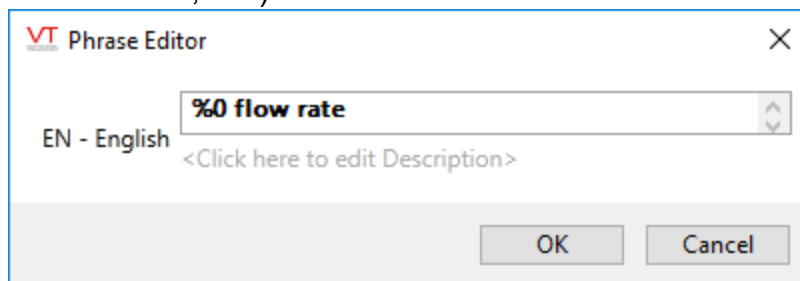 VT Phrase Editor
%0 flow rate
EN - English
<Click here to edit Description>
OK Cancel